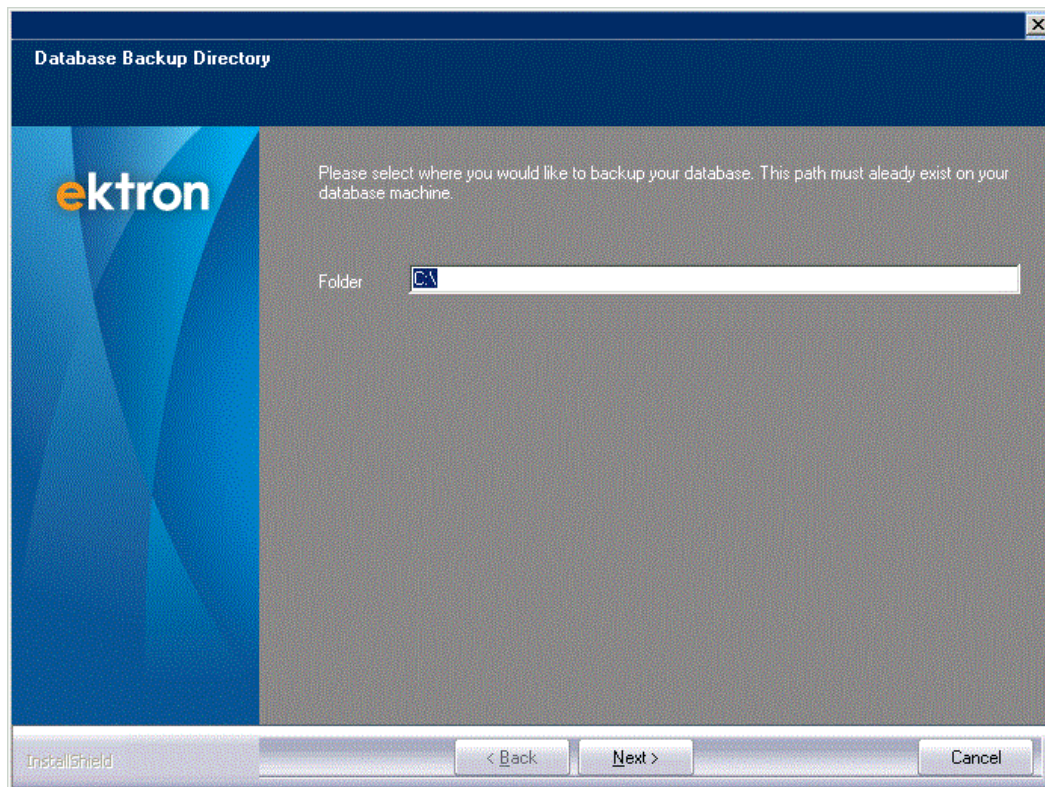 Database Backup Directory
ektron
Please select where you would like to backup your database. This path must aleady exist on your
database machine.
Folder
C:\
InstallShield
< Back
Next >
Cancel